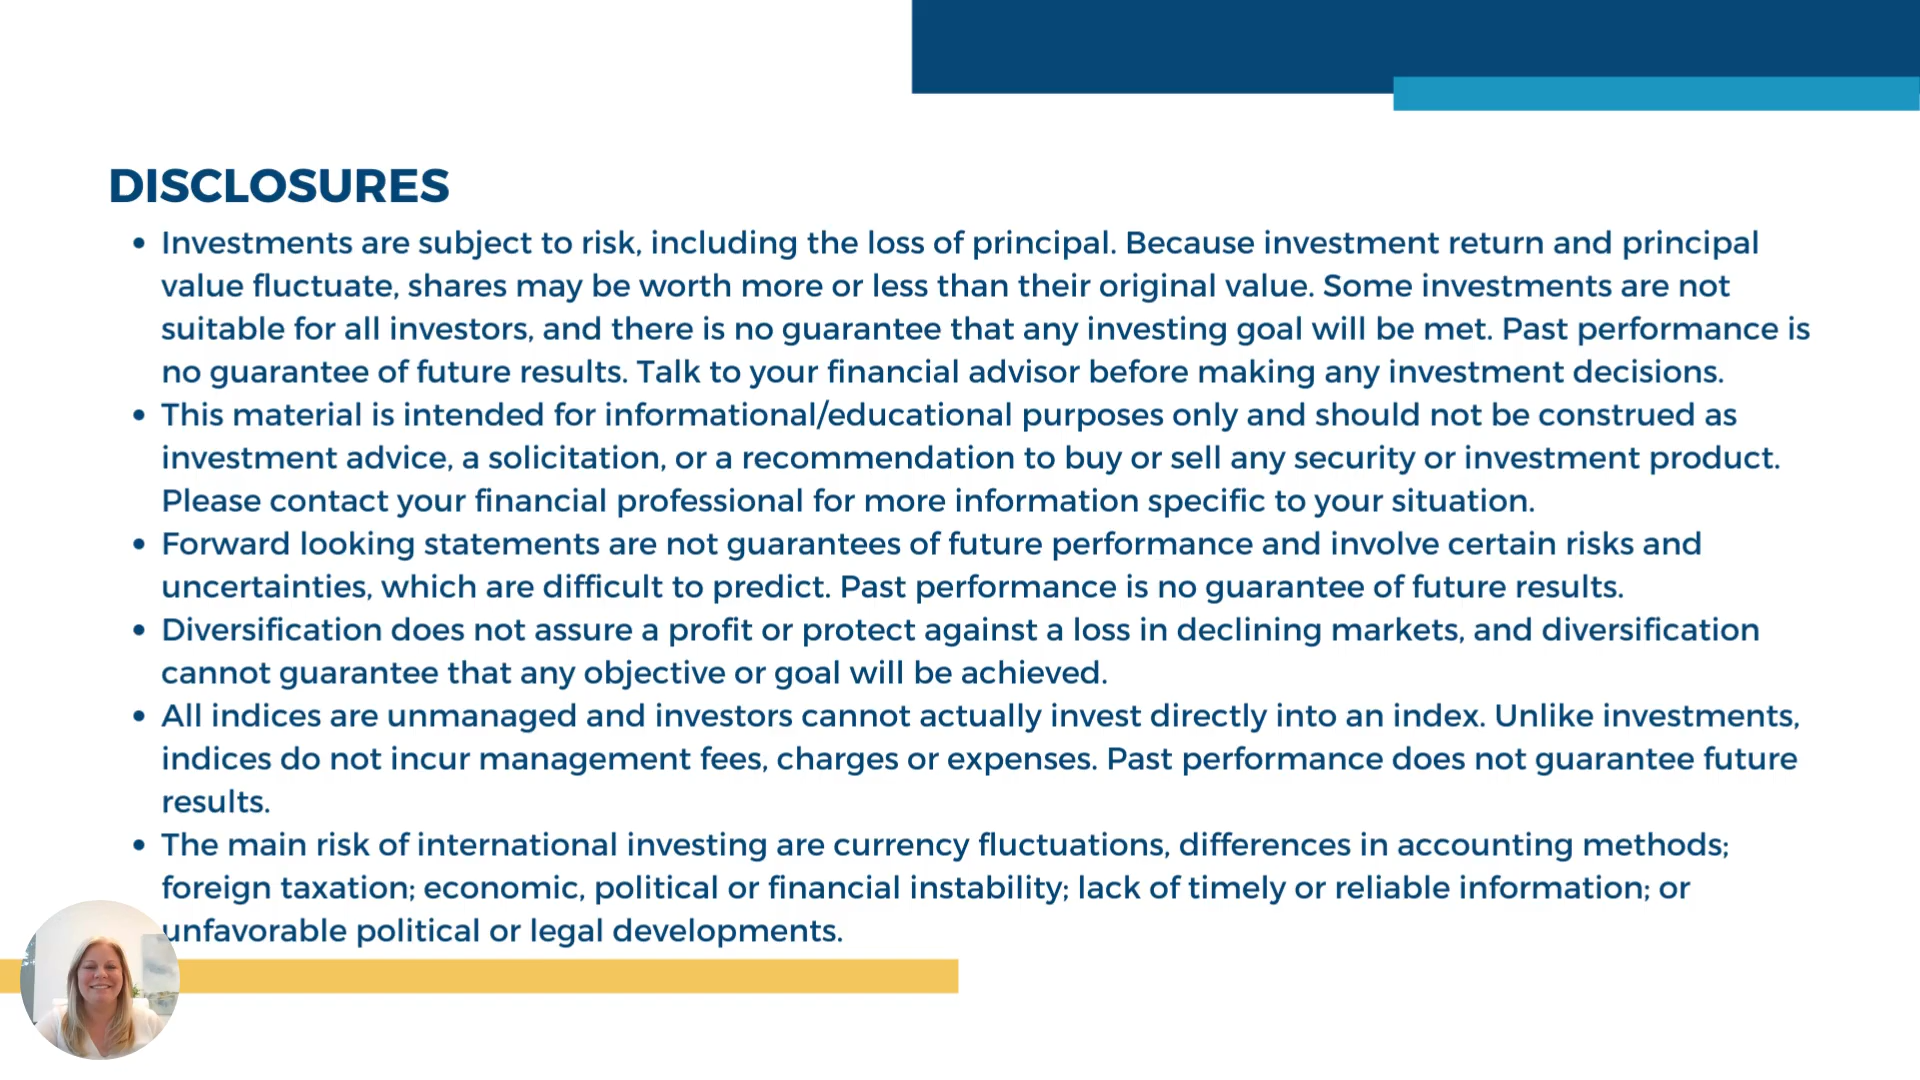 DISCLOSURES
• Investments are subject to risk, including the loss of principal. Because investment return and principal
value fluctuate, shares may be worth more or less than their original value. Some investments are not
suitable for all investors, and there is no guarantee that any investing goal will be met. Past performance is
no guarantee of future results. Talk to your financial advisor before making any investment decisions.
• This material is intended for informational/educational purposes only and should not be construed as
investment advice, a solicitation, or a recommendation to buy or sell any security or investment product.
Please contact your financial professional for more information specific to your situation.
• Forward looking statements are not guarantees of future performance and involve certain risks and
uncertainties, which are difficult to predict. Past performance is no guarantee of future results.
• Diversification does not assure a profit or protect against a loss in declining markets, and diversification
cannot guarantee that any objective or goal will be achieved.
• All indices are unmanaged and investors cannot actually invest directly into an index. Unlike investments,
indices do not incur management fees, charges or expenses. Past performance does not guarantee future
results.
• The main risk of international investing are currency fluctuations, differences in accounting methods;
foreign taxation; economic, political or financial instability; lack of timely or reliable information; or
unfavorable political or legal developments.